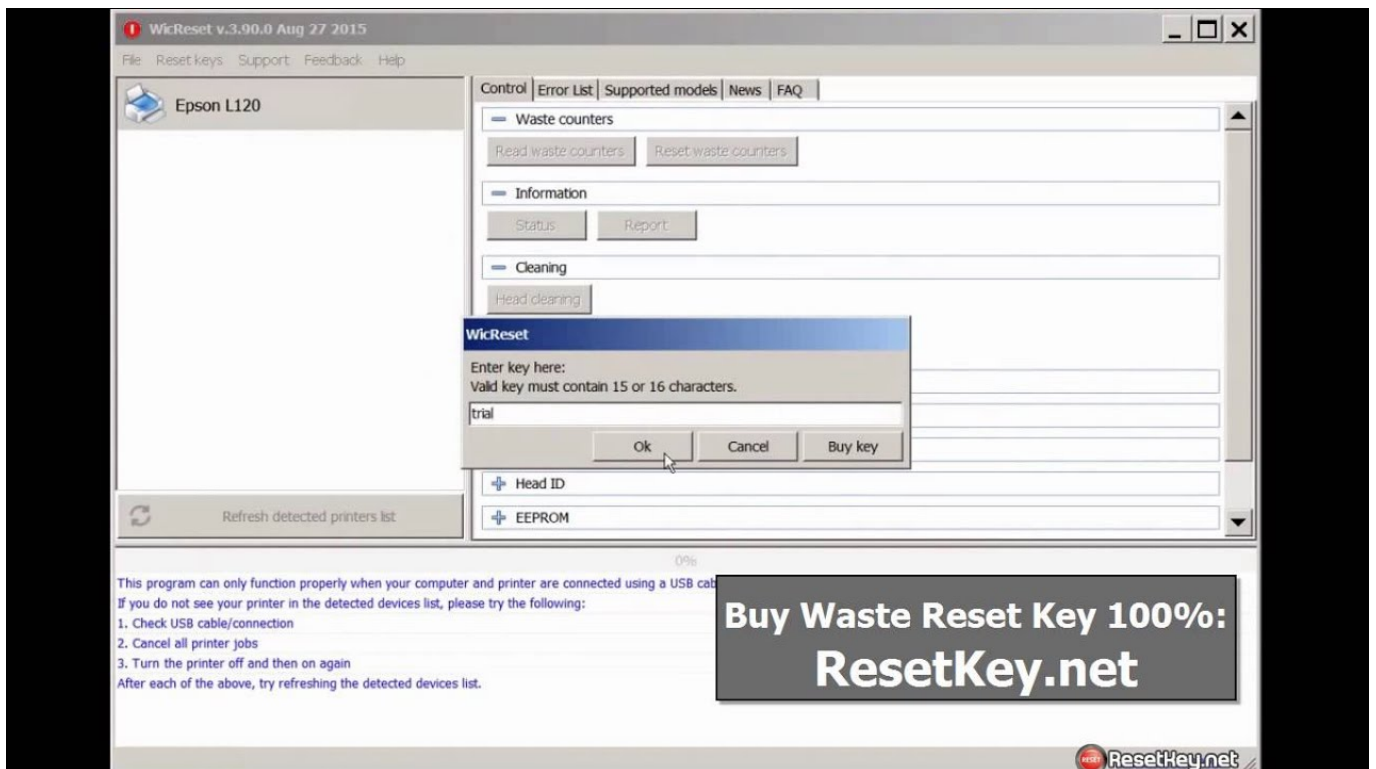 WicReset v.3.90.0 Aug 27 2015
File Reset keys Support Feedback Help
Epson L120
Control Error List Supported models News FAQ
Waste counters
Read waste counters Reset waste counters
Information
Status Report
Cleaning
Head cleaning
WicReset
Enter key here:
Valid key must contain 15 or 16 characters.
trial
Ok Cancel Buy key
Head ID
Refresh detected printers list
EEPROM
0%
This program can only function properly when your computer and printer are connected using a USB cab
If you do not see your printer in the detected devices list, please try the following:
1. Check USB cable/connection
2. Cancel all printer jobs
3. Turn the printer off and then on again
After each of the above, try refreshing the detected devices list.
Buy Waste Reset Key 100%:
ResetKey.net
RESET ResetKey.net